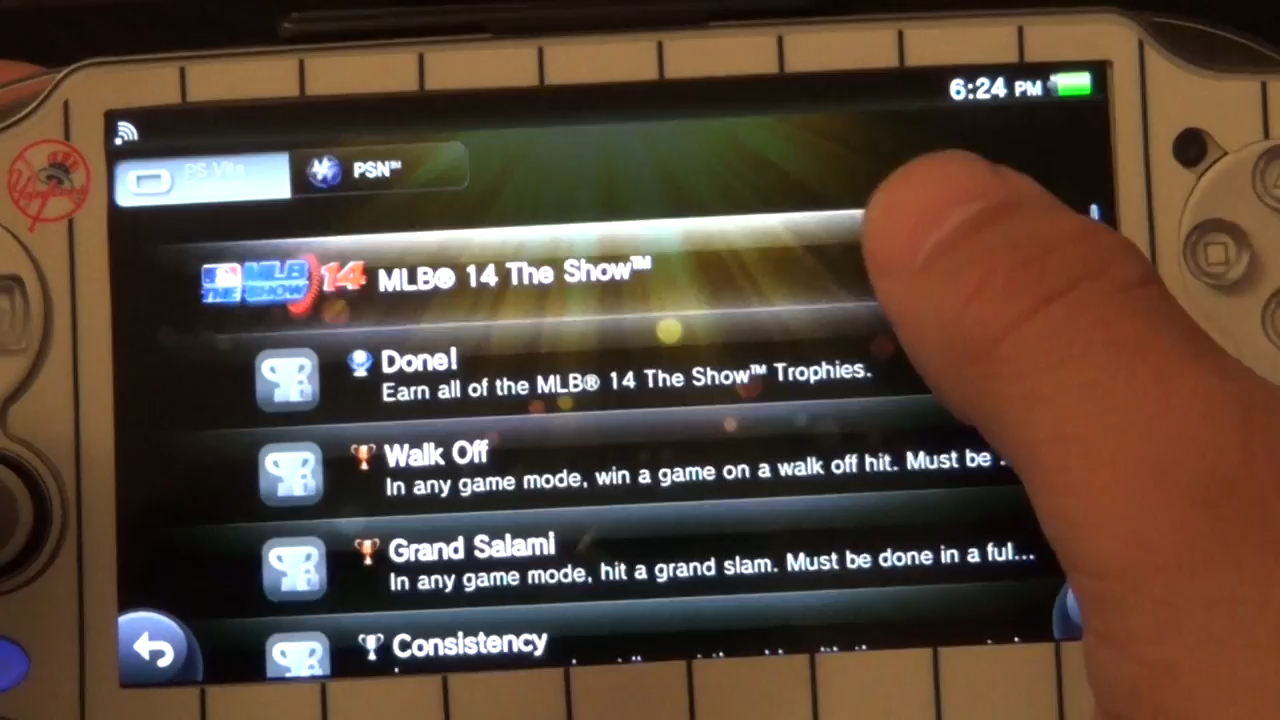 6:24 PM
PS Vita
PSN™
Yankees
MLB THE SHOW 14
MLB® 14 The Show™
Done!
Earn all of the MLB® 14 The Show™ Trophies.
Walk Off
In any game mode, win a game on a walk off hit. Must be ...
Grand Salami
In any game mode, hit a grand slam. Must be done in a ful...
Consistency